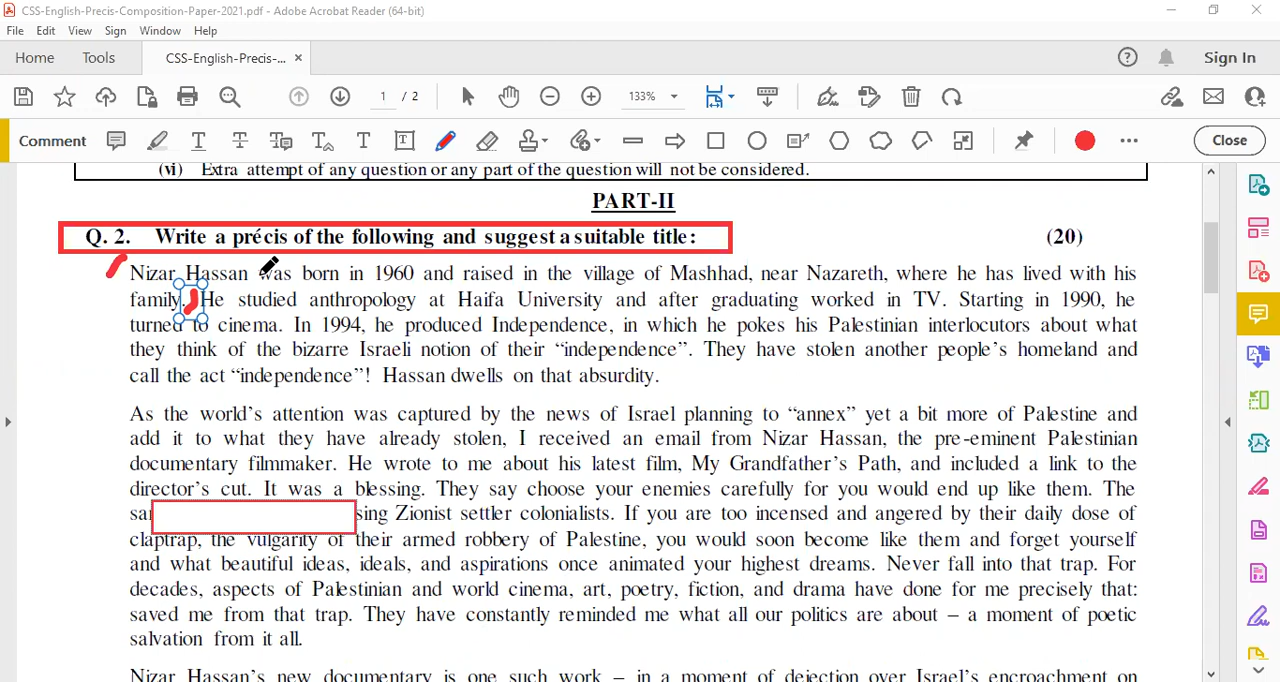 CSS-English-Precis-Composition-Paper-2021.pdf - Adobe Acrobat Reader (64-bit)
File Edit View Sign Window Help
Home Tools CSS-English-Precis-... × Sign In
1 / 2 133%
Comment Close
(vi) Extra attempt of any question or any part of the question will not be considered.
PART-II
Q. 2. Write a précis of the following and suggest a suitable title: (20)
Nizar Hassan was born in 1960 and raised in the village of Mashhad, near Nazareth, where he has lived with his
family. He studied anthropology at Haifa University and after graduating worked in TV. Starting in 1990, he
turned to cinema. In 1994, he produced Independence, in which he pokes his Palestinian interlocutors about what
they think of the bizarre Israeli notion of their “independence”. They have stolen another people’s homeland and
call the act “independence”! Hassan dwells on that absurdity.
As the world’s attention was captured by the news of Israel planning to “annex” yet a bit more of Palestine and
add it to what they have already stolen, I received an email from Nizar Hassan, the pre-eminent Palestinian
documentary filmmaker. He wrote to me about his latest film, My Grandfather’s Path, and included a link to the
director’s cut. It was a blessing. They say choose your enemies carefully for you would end up like them. The
Zionist settler colonialists. If you are too incensed and angered by their daily dose of
claptrap, the vulgarity of their armed robbery of Palestine, you would soon become like them and forget yourself
and what beautiful ideas, ideals, and aspirations once animated your highest dreams. Never fall into that trap. For
decades, aspects of Palestinian and world cinema, art, poetry, fiction, and drama have done for me precisely that:
saved me from that trap. They have constantly reminded me what all our politics are about – a moment of poetic
salvation from it all.
Nizar Hassan’s new documentary is one such work – in a moment of dejection over Israel’s encroachment on